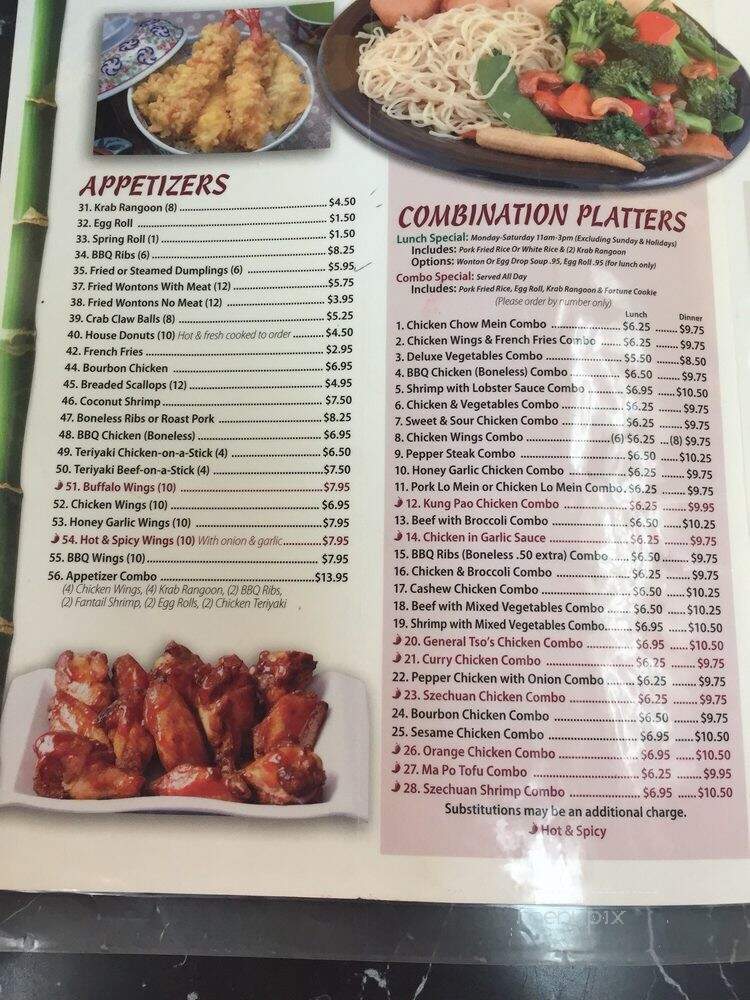 APPETIZERS
31. Krab Rangoon (8) $4.50
32. Egg Roll $1.50
33. Spring Roll (1) $1.50
34. BBQ Ribs (6) $8.25
35. Fried or Steamed Dumplings (6) $5.95
37. Fried Wontons With Meat (12) $5.75
38. Fried Wontons No Meat (12) $3.95
39. Crab Claw Balls (8) $5.25
40. House Donuts (10) Hot & fresh cooked to order $4.50
42. French Fries $2.95
44. Bourbon Chicken $6.95
45. Breaded Scallops (12) $4.95
46. Coconut Shrimp $7.50
47. Boneless Ribs or Roast Pork $8.25
48. BBQ Chicken (Boneless) $6.95
49. Teriyaki Chicken-on-a-Stick (4) $6.50
50. Teriyaki Beef-on-a-Stick (4) $7.50
51. Buffalo Wings (10) $7.95
52. Chicken Wings (10) $6.95
53. Honey Garlic Wings (10) $7.95
54. Hot & Spicy Wings (10) With onion & garlic $7.95
55. BBQ Wings (10) $7.95
56. Appetizer Combo $13.95
(4) Chicken Wings, (4) Krab Rangoon, (2) BBQ Ribs,
(2) Fantail Shrimp, (2) Egg Rolls, (2) Chicken Teriyaki
COMBINATION PLATTERS
Lunch Special: Monday-Saturday 11am-3pm (Excluding Sunday & Holidays)
Includes: Pork Fried Rice Or White Rice & (2) Krab Rangoon
Options: Wonton Or Egg Drop Soup .95, Egg Roll .95 (for lunch only)
Combo Special: Served All Day
Includes: Pork Fried Rice, Egg Roll, Krab Rangoon & Fortune Cookie
(Please order by number only)
Lunch Dinner
1. Chicken Chow Mein Combo $6.25 $9.75
2. Chicken Wings & French Fries Combo $6.25 $9.75
3. Deluxe Vegetables Combo $5.50 $8.50
4. BBQ Chicken (Boneless) Combo $6.50 $9.75
5. Shrimp with Lobster Sauce Combo $6.95 $10.50
6. Chicken & Vegetables Combo $6.25 $9.75
7. Sweet & Sour Chicken Combo $6.25 $9.75
8. Chicken Wings Combo (6) $6.25 (8) $9.75
9. Pepper Steak Combo $6.50 $10.25
10. Honey Garlic Chicken Combo $6.25 $9.75
11. Pork Lo Mein or Chicken Lo Mein Combo $6.25 $9.75
12. Kung Pao Chicken Combo $6.25 $9.95
13. Beef with Broccoli Combo $6.50 $10.25
14. Chicken in Garlic Sauce $6.25 $9.75
15. BBQ Ribs (Boneless .50 extra) Combo $6.50 $9.75
16. Chicken & Broccoli Combo $6.25 $9.75
17. Cashew Chicken Combo $6.50 $10.25
18. Beef with Mixed Vegetables Combo $6.50 $10.25
19. Shrimp with Mixed Vegetables Combo $6.95 $10.50
20. General Tso's Chicken Combo $6.95 $10.50
21. Curry Chicken Combo $6.25 $9.75
22. Pepper Chicken with Onion Combo $6.25 $9.75
23. Szechuan Chicken Combo $6.25 $9.75
24. Bourbon Chicken Combo $6.50 $9.75
25. Sesame Chicken Combo $6.95 $10.50
26. Orange Chicken Combo $6.95 $10.50
27. Ma Po Tofu Combo $6.25 $9.95
28. Szechuan Shrimp Combo $6.95 $10.50
Substitutions may be an additional charge.
Hot & Spicy